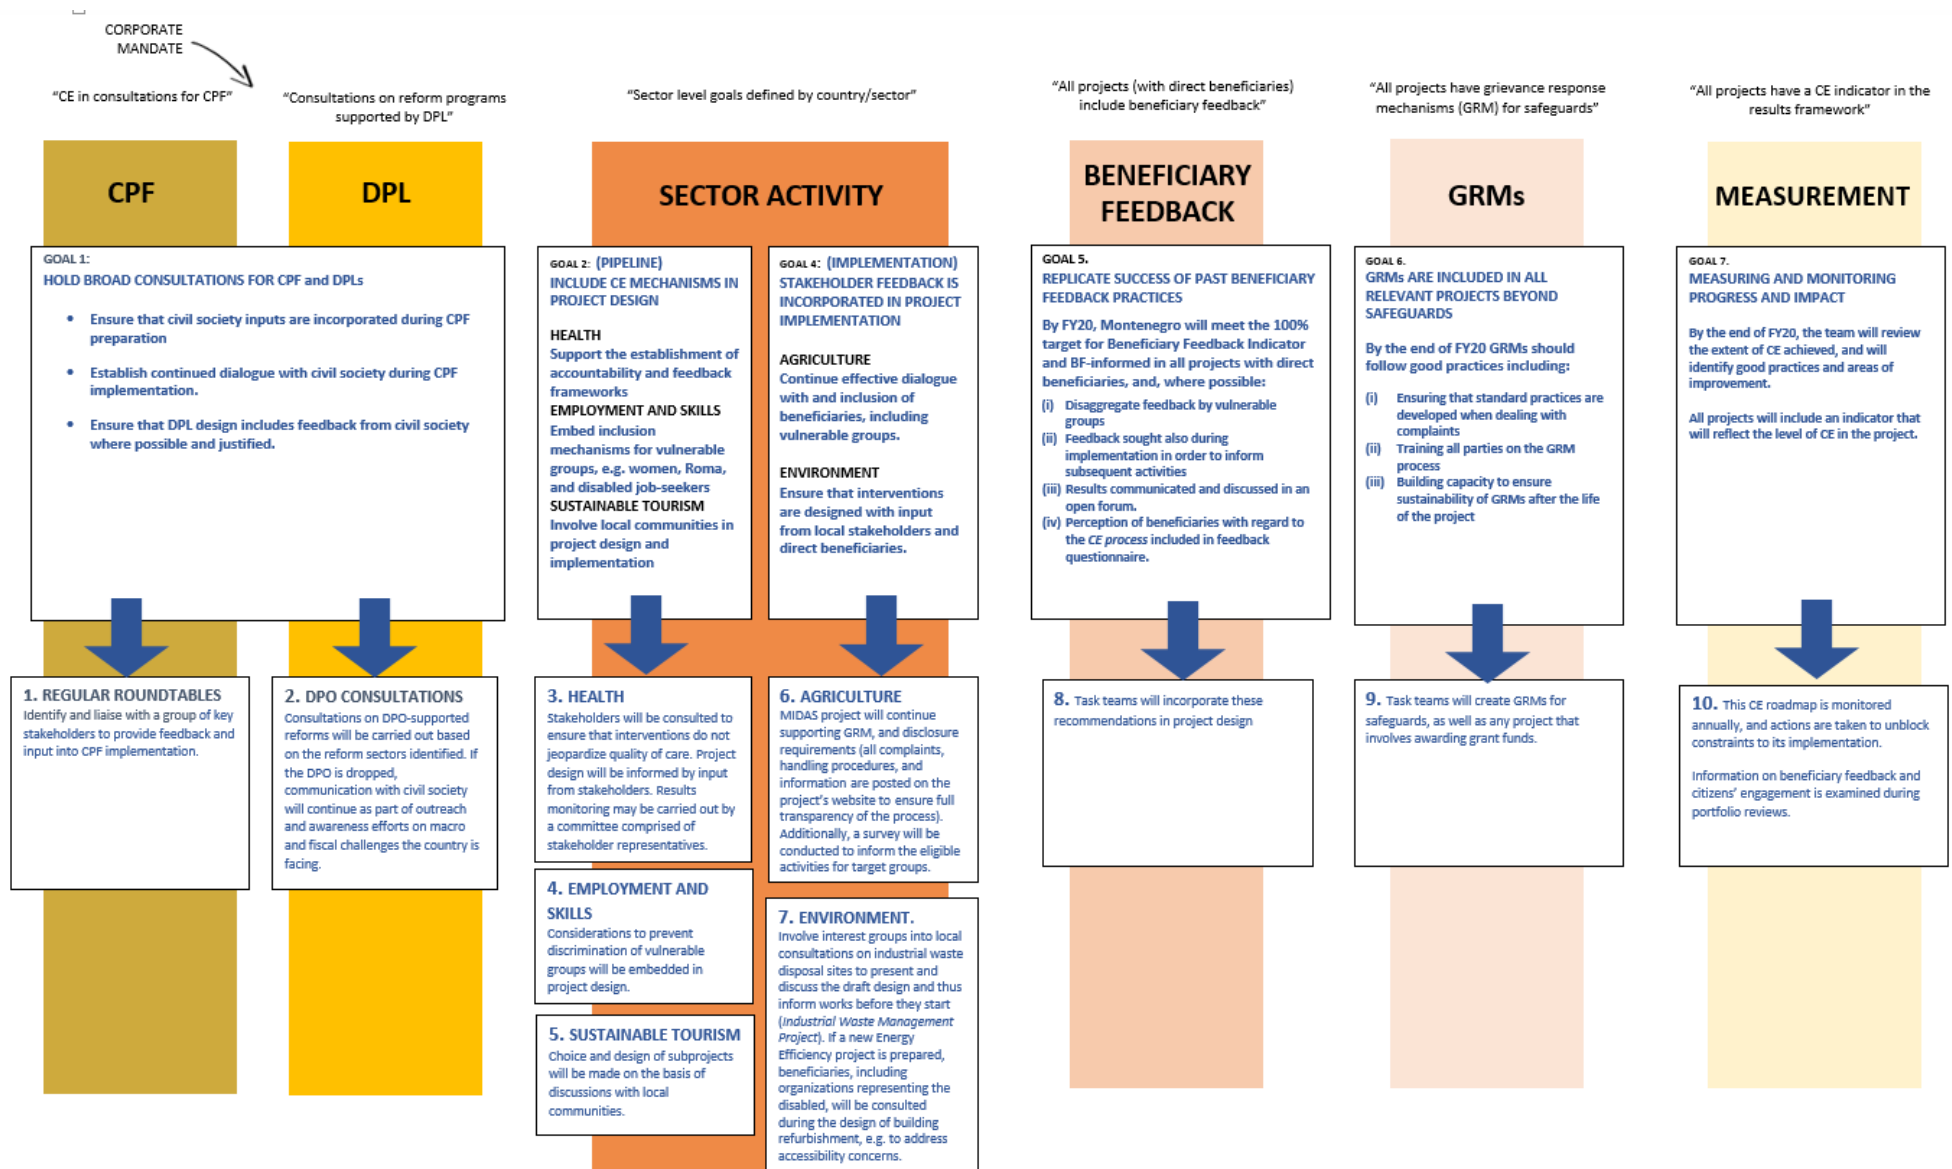 CORPORATE
MANDATE
“CE in consultations for CPF”
“Consultations on reform programs
supported by DPL”
“Sector level goals defined by country/sector”
“All projects (with direct beneficiaries)
include beneficiary feedback”
“All projects have grievance response
mechanisms (GRM) for safeguards”
“All projects have a CE indicator in the
results framework”
CPF
DPL
SECTOR ACTIVITY
BENEFICIARY
FEEDBACK
GRMs
MEASUREMENT
GOAL 1:
HOLD BROAD CONSULTATIONS FOR CPF and DPLs
• Ensure that civil society inputs are incorporated during CPF
preparation
• Establish continued dialogue with civil society during CPF
implementation.
• Ensure that DPL design includes feedback from civil society
where possible and justified.
GOAL 2: (PIPELINE)
INCLUDE CE MECHANISMS IN
PROJECT DESIGN
HEALTH
Support the establishment of
accountability and feedback
frameworks
EMPLOYMENT AND SKILLS
Embed inclusion
mechanisms for vulnerable
groups, e.g. women, Roma,
and disabled job-seekers
SUSTAINABLE TOURISM
Involve local communities in
project design and
implementation
GOAL 4: (IMPLEMENTATION)
STAKEHOLDER FEEDBACK IS
INCORPORATED IN PROJECT
IMPLEMENTATION
AGRICULTURE
Continue effective dialogue
with and inclusion of
beneficiaries, including
vulnerable groups.
ENVIRONMENT
Ensure that interventions
are designed with input
from local stakeholders and
direct beneficiaries.
GOAL 5.
REPLICATE SUCCESS OF PAST BENEFICIARY
FEEDBACK PRACTICES
By FY20, Montenegro will meet the 100%
target for Beneficiary Feedback Indicator
and BF-informed in all projects with direct
beneficiaries, and, where possible:
(i) Disaggregate feedback by vulnerable
groups
(ii) Feedback sought also during
implementation in order to inform
subsequent activities
(iii) Results communicated and discussed in an
open forum.
(iv) Perception of beneficiaries with regard to
the CE process included in feedback
questionnaire.
GOAL 6.
GRMs ARE INCLUDED IN ALL
RELEVANT PROJECTS BEYOND
SAFEGUARDS
By the end of FY20 GRMs should
follow good practices including:
(i) Ensuring that standard practices are
developed when dealing with
complaints
(ii) Training all parties on the GRM
process
(iii) Building capacity to ensure
sustainability of GRMs after the life
of the project
GOAL 7.
MEASURING AND MONITORING
PROGRESS AND IMPACT
By the end of FY20, the team will review
the extent of CE achieved, and will
identify good practices and areas of
improvement.
All projects will include an indicator that
will reflect the level of CE in the project.
1. REGULAR ROUNDTABLES
Identify and liaise with a group of key
stakeholders to provide feedback and
input into CPF implementation.
2. DPO CONSULTATIONS
Consultations on DPO-supported
reforms will be carried out based
on the reform sectors identified. If
the DPO is dropped,
communication with civil society
will continue as part of outreach
and awareness efforts on macro
and fiscal challenges the country is
facing.
3. HEALTH
Stakeholders will be consulted to
ensure that interventions do not
jeopardize quality of care. Project
design will be informed by input
from stakeholders. Results
monitoring may be carried out by
a committee comprised of
stakeholder representatives.
4. EMPLOYMENT AND
SKILLS
Considerations to prevent
discrimination of vulnerable
groups will be embedded in
project design.
5. SUSTAINABLE TOURISM
Choice and design of subprojects
will be made on the basis of
discussions with local
communities.
6. AGRICULTURE
MIDAS project will continue
supporting GRM, and disclosure
requirements (all complaints,
handling procedures, and
information are posted on the
project's website to ensure full
transparency of the process).
Additionally, a survey will be
conducted to inform the eligible
activities for target groups.
7. ENVIRONMENT.
Involve interest groups into local
consultations on industrial waste
disposal sites to present and
discuss the draft design and thus
inform works before they start
(Industrial Waste Management
Project). If a new Energy
Efficiency project is prepared,
beneficiaries, including
organizations representing the
disabled, will be consulted
during the design of building
refurbishment, e.g. to address
accessibility concerns.
8. Task teams will incorporate these
recommendations in project design
9. Task teams will create GRMs for
safeguards, as well as any project that
involves awarding grant funds.
10. This CE roadmap is monitored
annually, and actions are taken to unblock
constraints to its implementation.
Information on beneficiary feedback and
citizens' engagement is examined during
portfolio reviews.